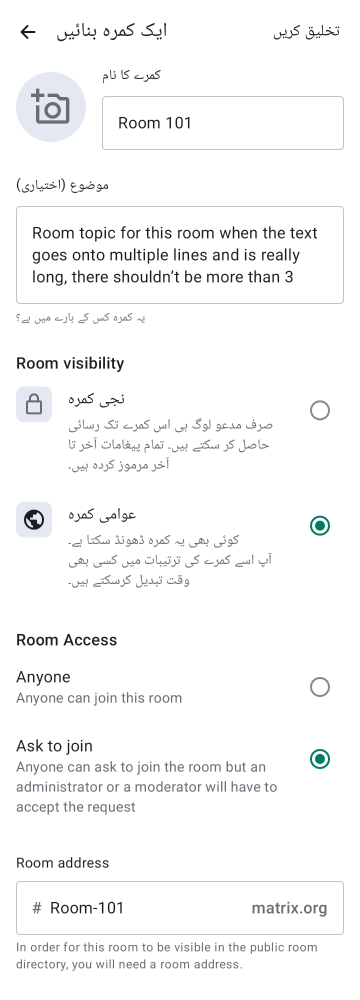 ایک کمرہ بنائیں
تخلیق کریں
کمرے کا نام
Room 101
موضوع (اختیاری)
Room topic for this room when the text
goes onto multiple lines and is really
long, there shouldn’t be more than 3
یہ کمرہ کس کے بارے میں ہے؟
Room visibility
نجی کمرہ
صرف مدعو لوگ ہی اس کمرے تک رسائی
حاصل کر سکتے ہیں۔ تمام پیغامات آخر تا
آخر مرموز کردہ ہیں۔
عوامی کمرہ
کوئی بھی یہ کمرہ ڈھونڈ سکتا ہے۔
آپ اسے کمرے کی ترتیبات میں کسی بھی
وقت تبدیل کرسکتے ہیں۔
Room Access
Anyone
Anyone can join this room
Ask to join
Anyone can ask to join the room but an
administrator or a moderator will have to
accept the request
Room address
# Room-101 matrix.org
In order for this room to be visible in the public room
directory, you will need a room address.